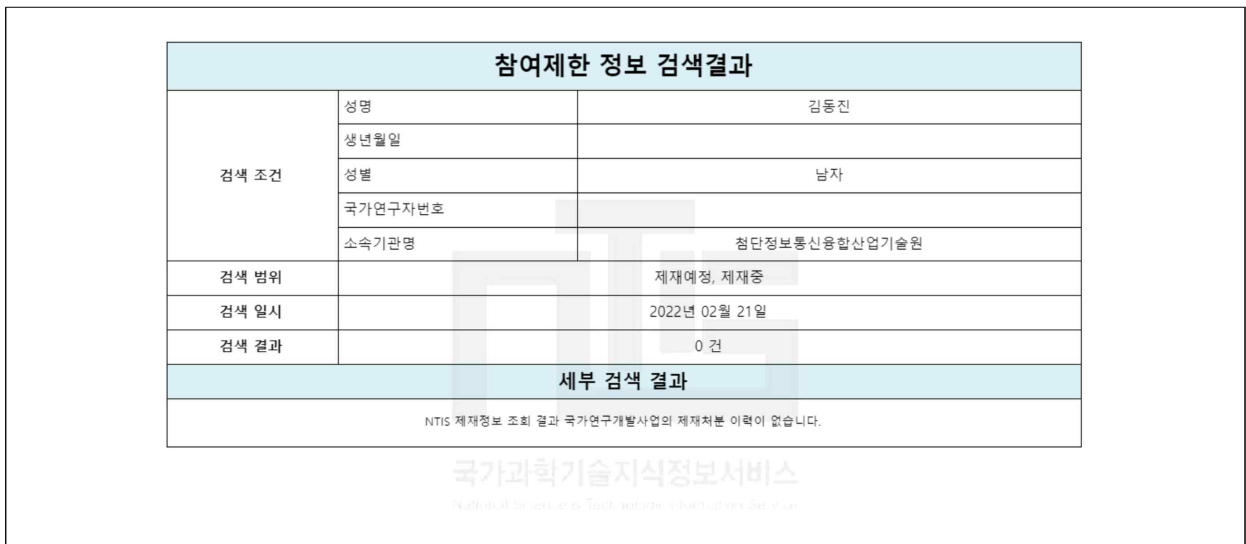 참여제한 정보 검색결과
검색 조건
성명 김동진
생년월일
성별 남자
국가연구자번호
소속기관명 첨단정보통신융합산업기술원
검색 범위 제재예정, 제재중
검색 일시 2022년 02월 21일
검색 결과 0 건
세부 검색 결과
NTIS 제재정보 조회 결과 국가연구개발사업의 제재처분 이력이 없습니다.
NTIS
국가과학기술지식정보서비스
National Science & Technology Information Service